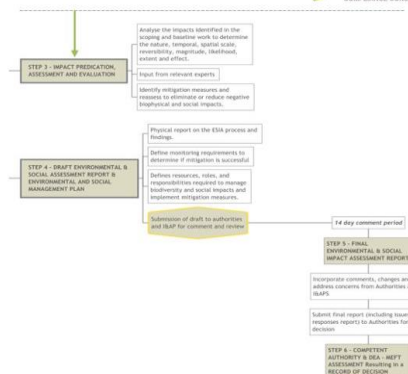 Analyse the impacts identified in the
scoping and baseline work to determine
the nature, temporal, spatial scale,
reversibility, magnitude, likelihood,
extent and effect.
STEP 3 - IMPACT PREDICATION,
ASSESSMENT AND EVALUATION
Input from relevant experts
Identify mitigation measures and
reassess to eliminate or reduce negative
biophysical and social impacts.
Physical report on the ESIA process and
findings.
Define monitoring requirements to
determine if mitigation is successful
STEP 4 - DRAFT ENVIRONMENTAL &
SOCIAL ASSESSMENT REPORT &
ENVIRONMENTAL AND SOCIAL
MANAGEMENT PLAN
Defines resources, roles, and
responsibilities required to manage
biodiversity and social impacts and
implement mitigation measures.
Submission of draft to authorities
and I&AP for comment and review
14 day comment period
STEP 5 - FINAL
ENVIRONMENTAL & SOCIAL
IMPACT ASSESSMENT REPORT
Incorporate comments, changes an
address concerns from Authorities
I&APS
Submit final report (including issue
responses report) to Authorities for
decision
STEP 6 - COMPETENT
AUTHORITY & DEA - MEFT
ASSESSMENT Resulting in a
RECORD OF DECISION